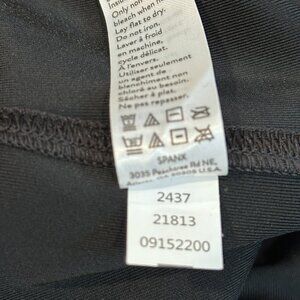 Only non
bleach when n
Lay flat to dry.
Do not iron.
Laver à froid
en machine,
cycle délicat.
À l'envers.
Utiliser seulement
un agent de
blanchiment non
chloré au besoin.
Sécher à plat.
Ne pas repasser.
SPANX
3035 Peachtree Rd NE,
30305 U.S.A.
2437
21813
09152200